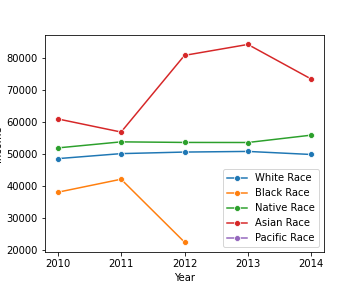 80000
70000
60000
50000
40000
30000
20000
2010 2011 2012 2013 2014
Year
White Race
Black Race
Native Race
Asian Race
Pacific Race